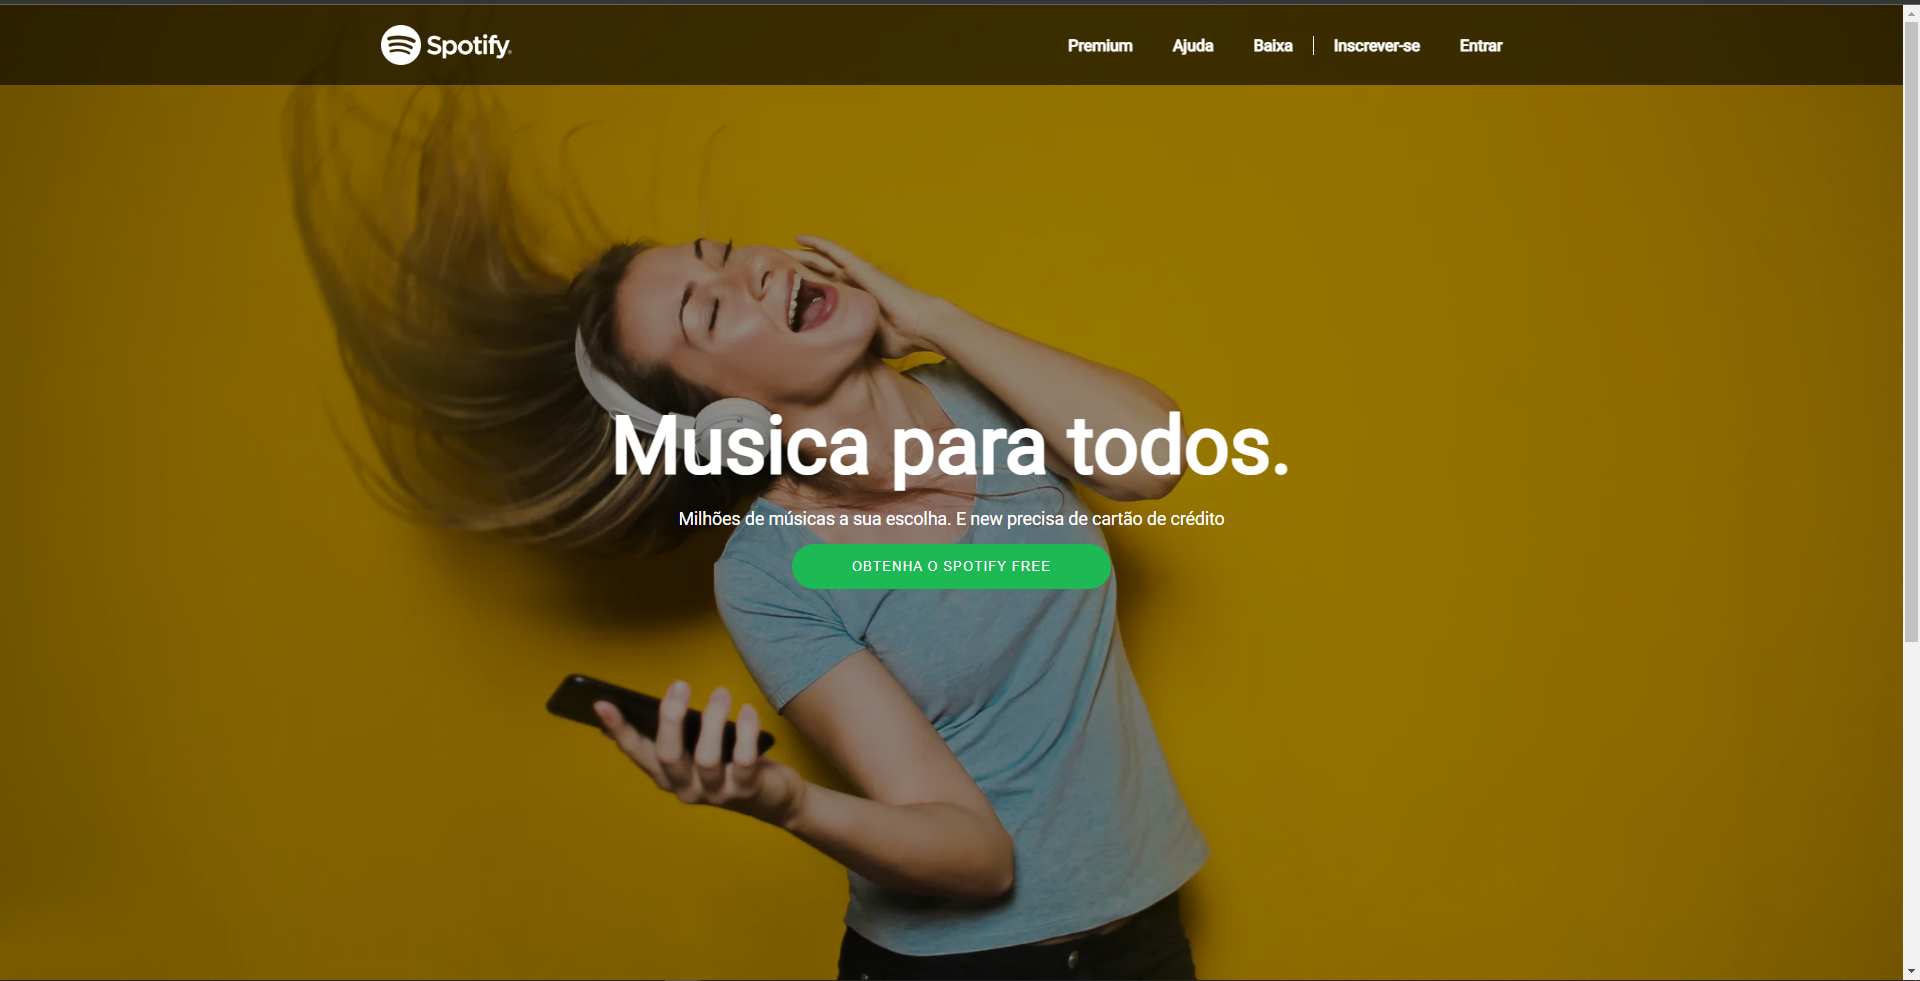 Spotify®
Premium Ajuda Baixa Inscrever-se Entrar
Musica para todos.
Milhões de músicas a sua escolha. E new precisa de cartão de crédito
OBTENHA O SPOTIFY FREE